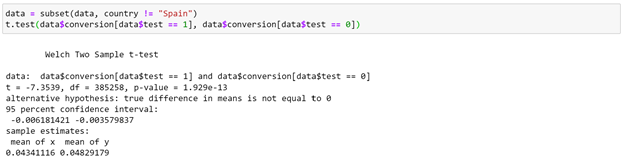 data = subset(data, country != "Spain")
t.test(data$conversion[data$test == 1], data$conversion[data$test == 0])
Welch Two Sample t-test
data:  data$conversion[data$test == 1] and data$conversion[data$test == 0]
t = -7.3539, df = 385258, p-value = 1.929e-13
alternative hypothesis: true difference in means is not equal to 0
95 percent confidence interval:
-0.006181421 -0.003579837
sample estimates:
mean of x  mean of y
0.04341116 0.04829179